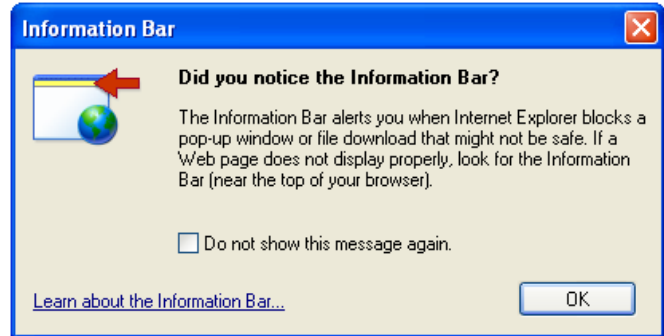 Information Bar
Did you notice the Information Bar?
The Information Bar alerts you when Internet Explorer blocks a
pop-up window or file download that might not be safe. If a
Web page does not display properly, look for the Information
Bar (near the top of your browser).
Do not show this message again.
Learn about the Information Bar...
OK